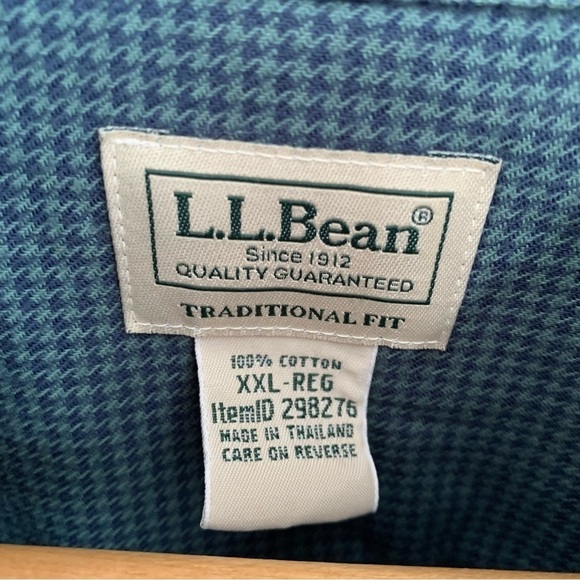 L.L.Bean®
Since 1912
QUALITY GUARANTEED
TRADITIONAL FIT
100% COTTON
XXL-REG
ItemID 298276
MADE IN THAILAND
CARE ON REVERSE